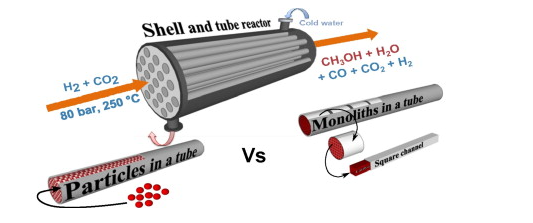 Shell and tube reactor
Cold water
H2 + CO2
80 bar, 250 °C
CH3OH + H2O
+ CO + CO2 + H2
Particles in a tube
Vs
Monoliths in a tube
Square channel